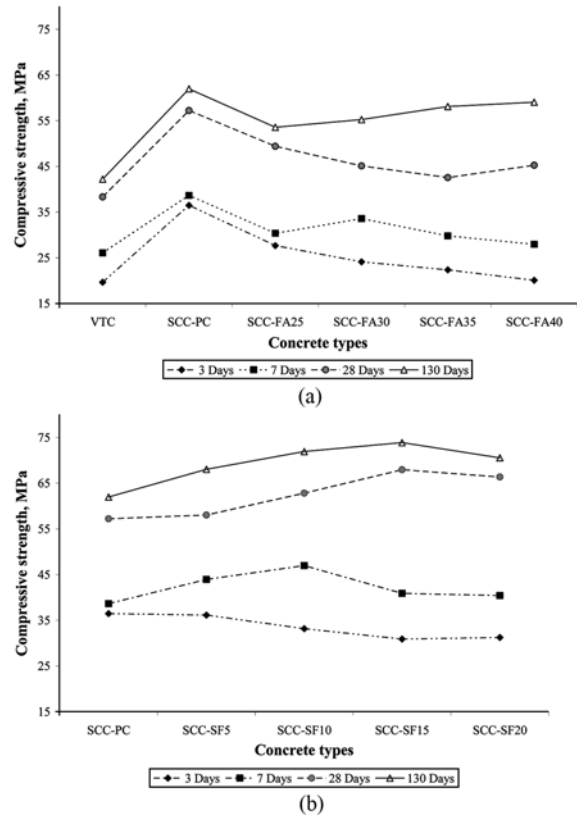 Compressive strength, MPa
75
65
55
45
35
25
15
VTC SCC-PC SCC-FA25 SCC-FA30 SCC-FA35 SCC-FA40
Concrete types
3 Days 7 Days 28 Days 130 Days
(a)
Compressive strength, MPa
75
65
55
45
35
25
15
SCC-PC SCC-SF5 SCC-SF10 SCC-SF15 SCC-SF20
Concrete types
3 Days 7 Days 28 Days 130 Days
(b)